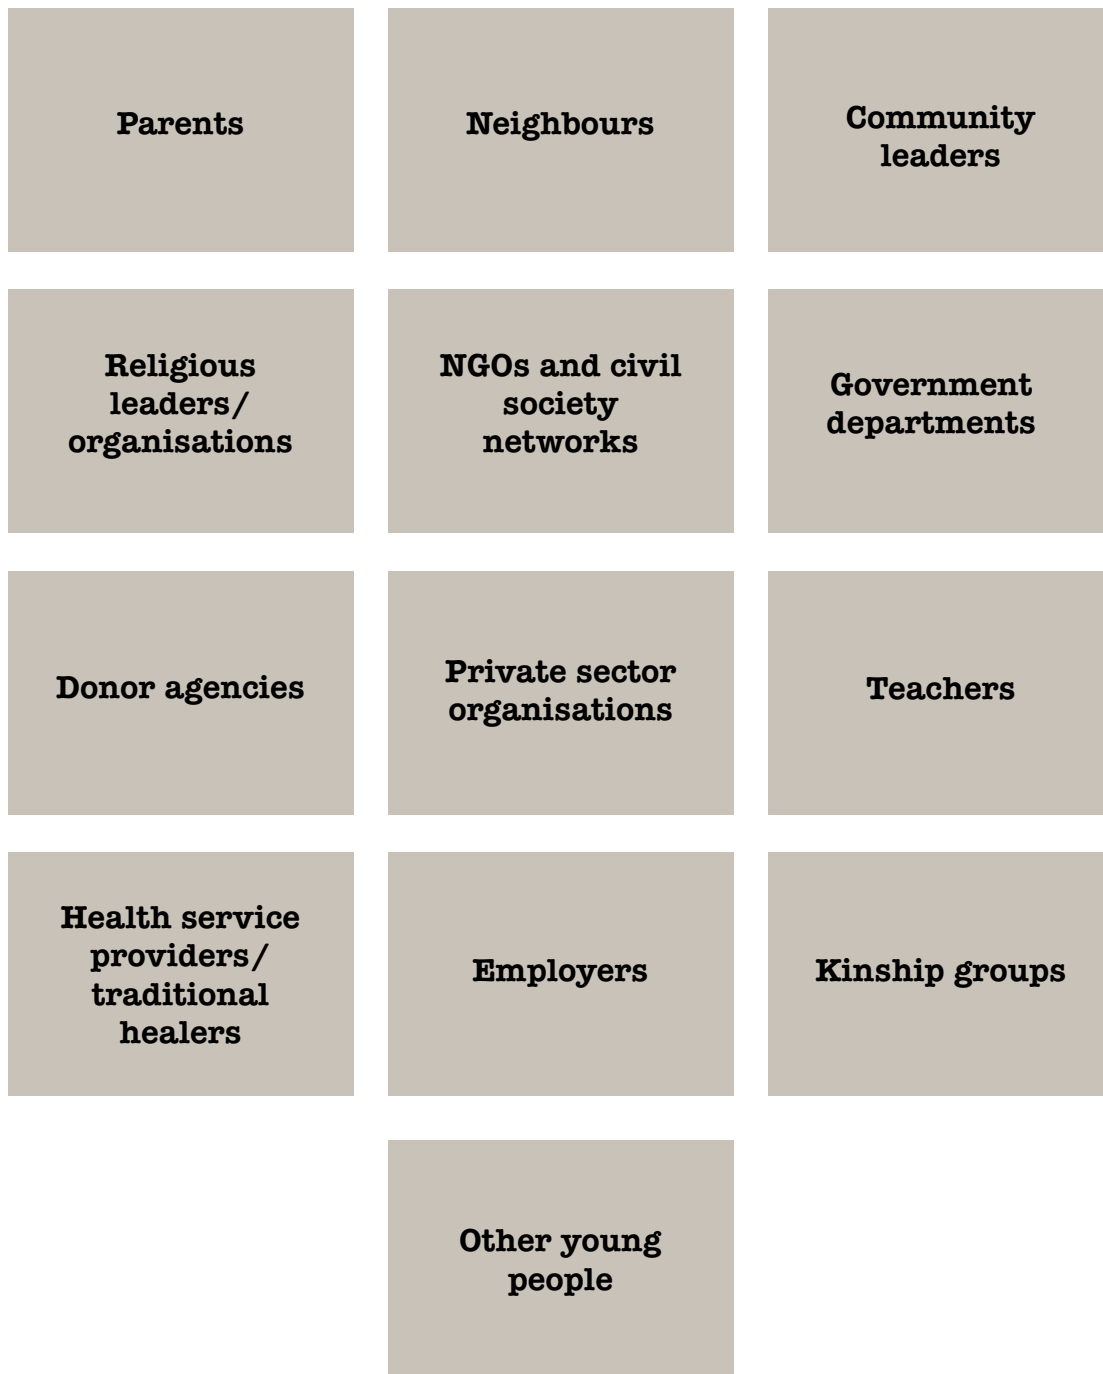 Parents
Neighbours
Community
leaders
Religious
leaders/
organisations
NGOs and civil
society
networks
Government
departments
Donor agencies
Private sector
organisations
Teachers
Health service
providers/
traditional
healers
Employers
Kinship groups
Other young
people